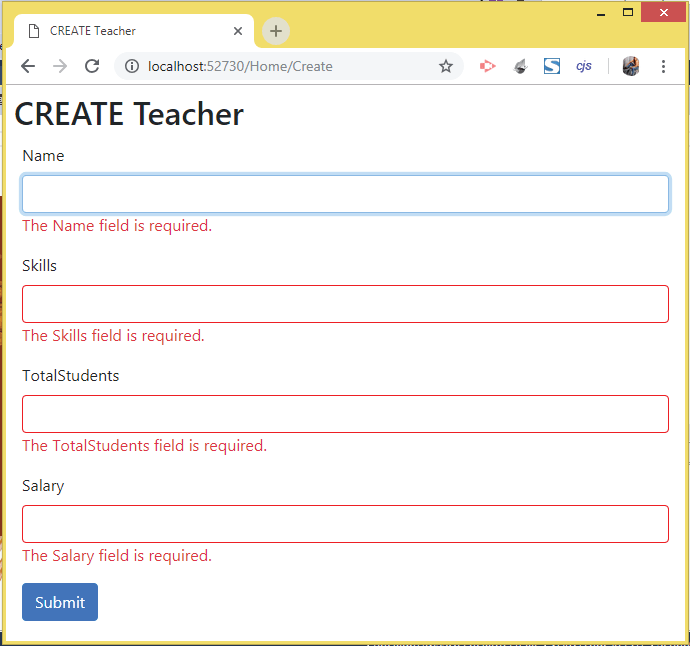 CREATE Teacher
localhost:52730/Home/Create
cjs
CREATE Teacher
Name
The Name field is required.
Skills
The Skills field is required.
TotalStudents
The TotalStudents field is required.
Salary
The Salary field is required.
Submit